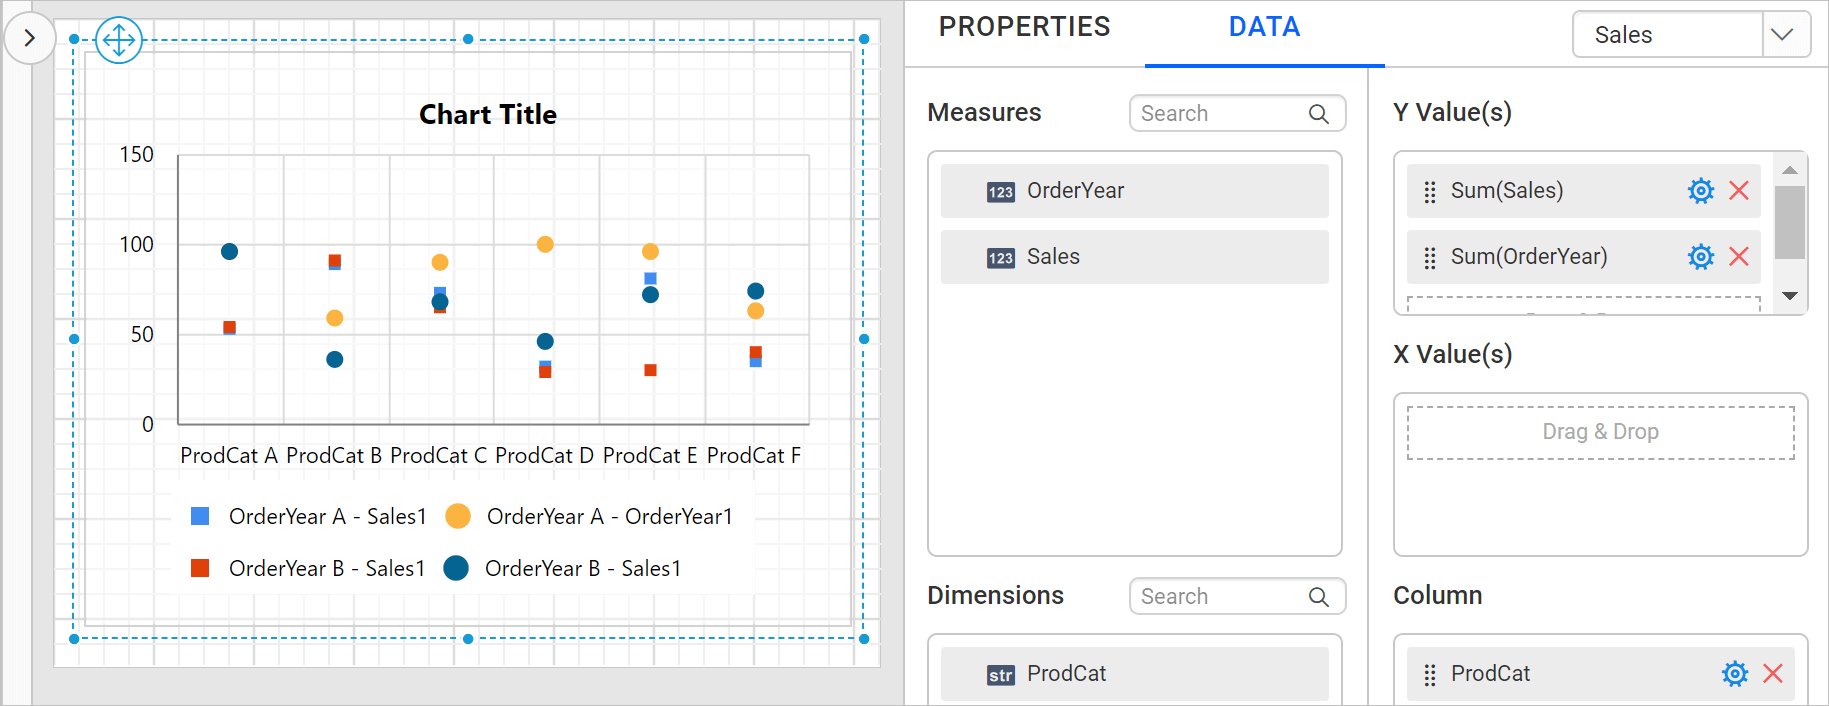 PROPERTIES
DATA
Sales
Chart Title
150
100
50
0
ProdCat A ProdCat B ProdCat C ProdCat D ProdCat E ProdCat F
OrderYear A - Sales1
OrderYear A - OrderYear1
OrderYear B - Sales1
OrderYear B - Sales1
Measures
Search
123 OrderYear
123 Sales
Dimensions
Search
str ProdCat
Y Value(s)
Sum(Sales)
Sum(OrderYear)
X Value(s)
Drag & Drop
Column
ProdCat